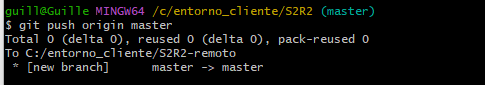 guill@Guille MINGW64 /c/entorno_cliente/S2R2 (master)
$ git push origin master
Total 0 (delta 0), reused 0 (delta 0), pack-reused 0
To C:/entorno_cliente/S2R2-remoto
 * [new branch]      master -> master